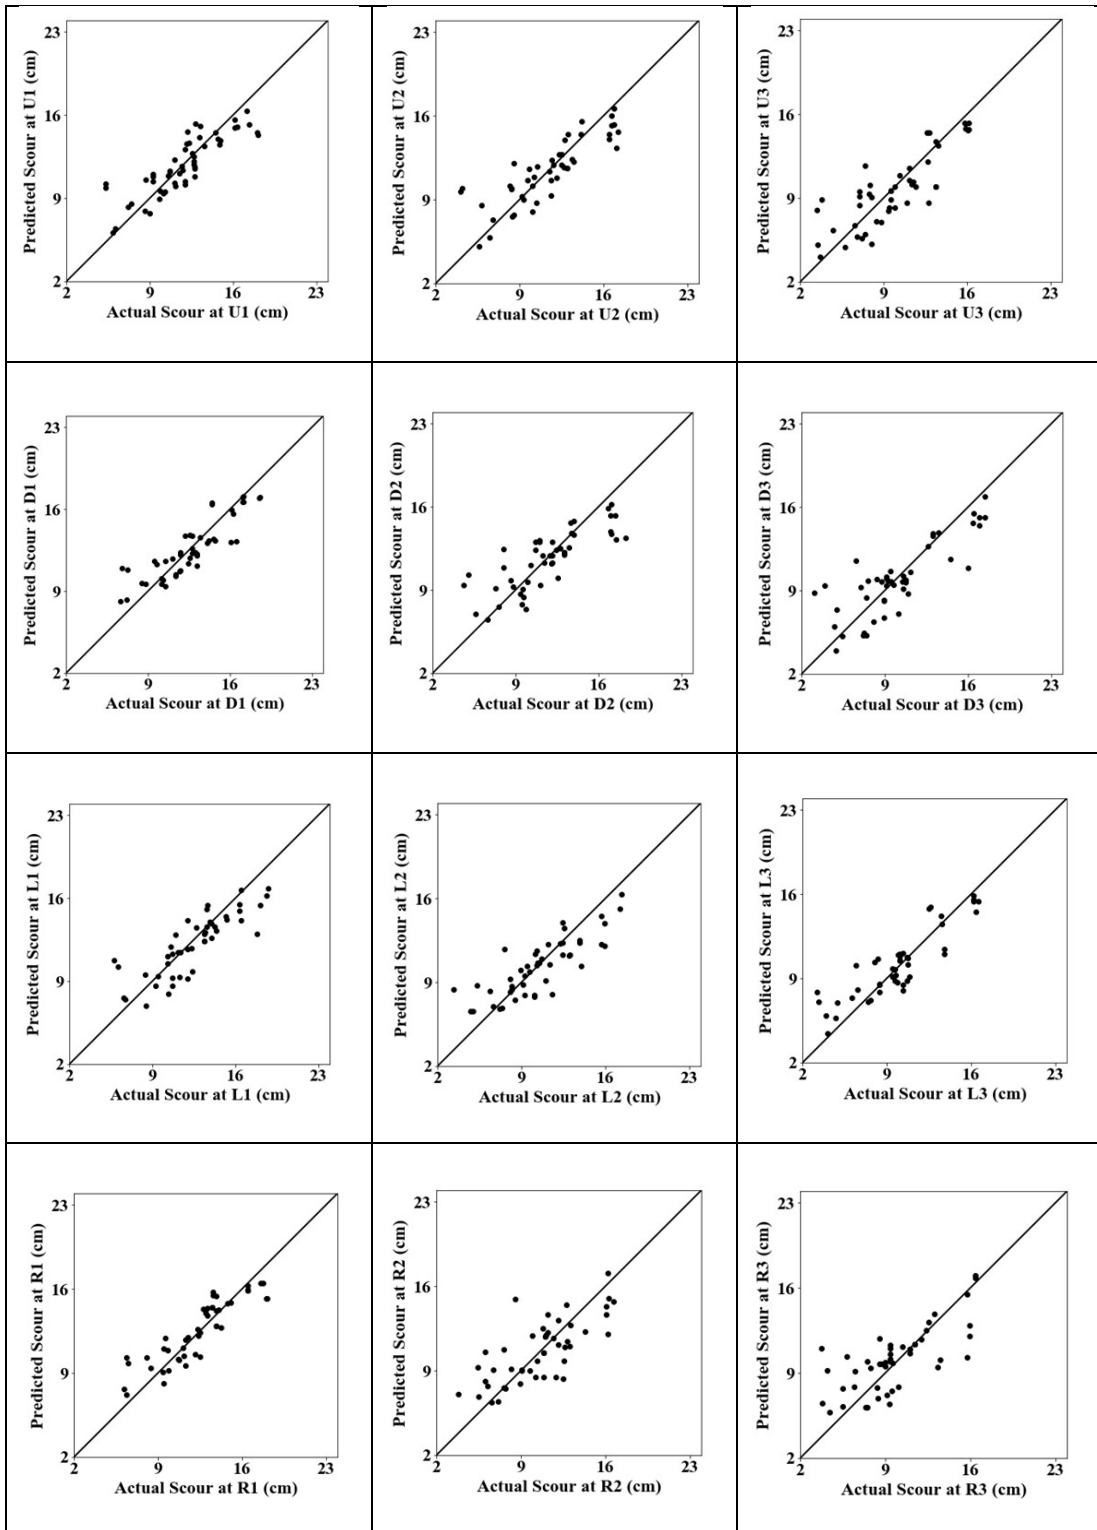 Predicted Scour at U1 (cm)
23
16
9
2
2 9 16 23
Actual Scour at U1 (cm)
Predicted Scour at U2 (cm)
23
16
9
2
2 9 16 23
Actual Scour at U2 (cm)
Predicted Scour at U3 (cm)
23
16
9
2
2 9 16 23
Actual Scour at U3 (cm)
Predicted Scour at D1 (cm)
23
16
9
2
2 9 16 23
Actual Scour at D1 (cm)
Predicted Scour at D2 (cm)
23
16
9
2
2 9 16 23
Actual Scour at D2 (cm)
Predicted Scour at D3 (cm)
23
16
9
2
2 9 16 23
Actual Scour at D3 (cm)
Predicted Scour at L1 (cm)
23
16
9
2
2 9 16 23
Actual Scour at L1 (cm)
Predicted Scour at L2 (cm)
23
16
9
2
2 9 16 23
Actual Scour at L2 (cm)
Predicted Scour at L3 (cm)
23
16
9
2
2 9 16 23
Actual Scour at L3 (cm)
Predicted Scour at R1 (cm)
23
16
9
2
2 9 16 23
Actual Scour at R1 (cm)
Predicted Scour at R2 (cm)
23
16
9
2
2 9 16 23
Actual Scour at R2 (cm)
Predicted Scour at R3 (cm)
23
16
9
2
2 9 16 23
Actual Scour at R3 (cm)